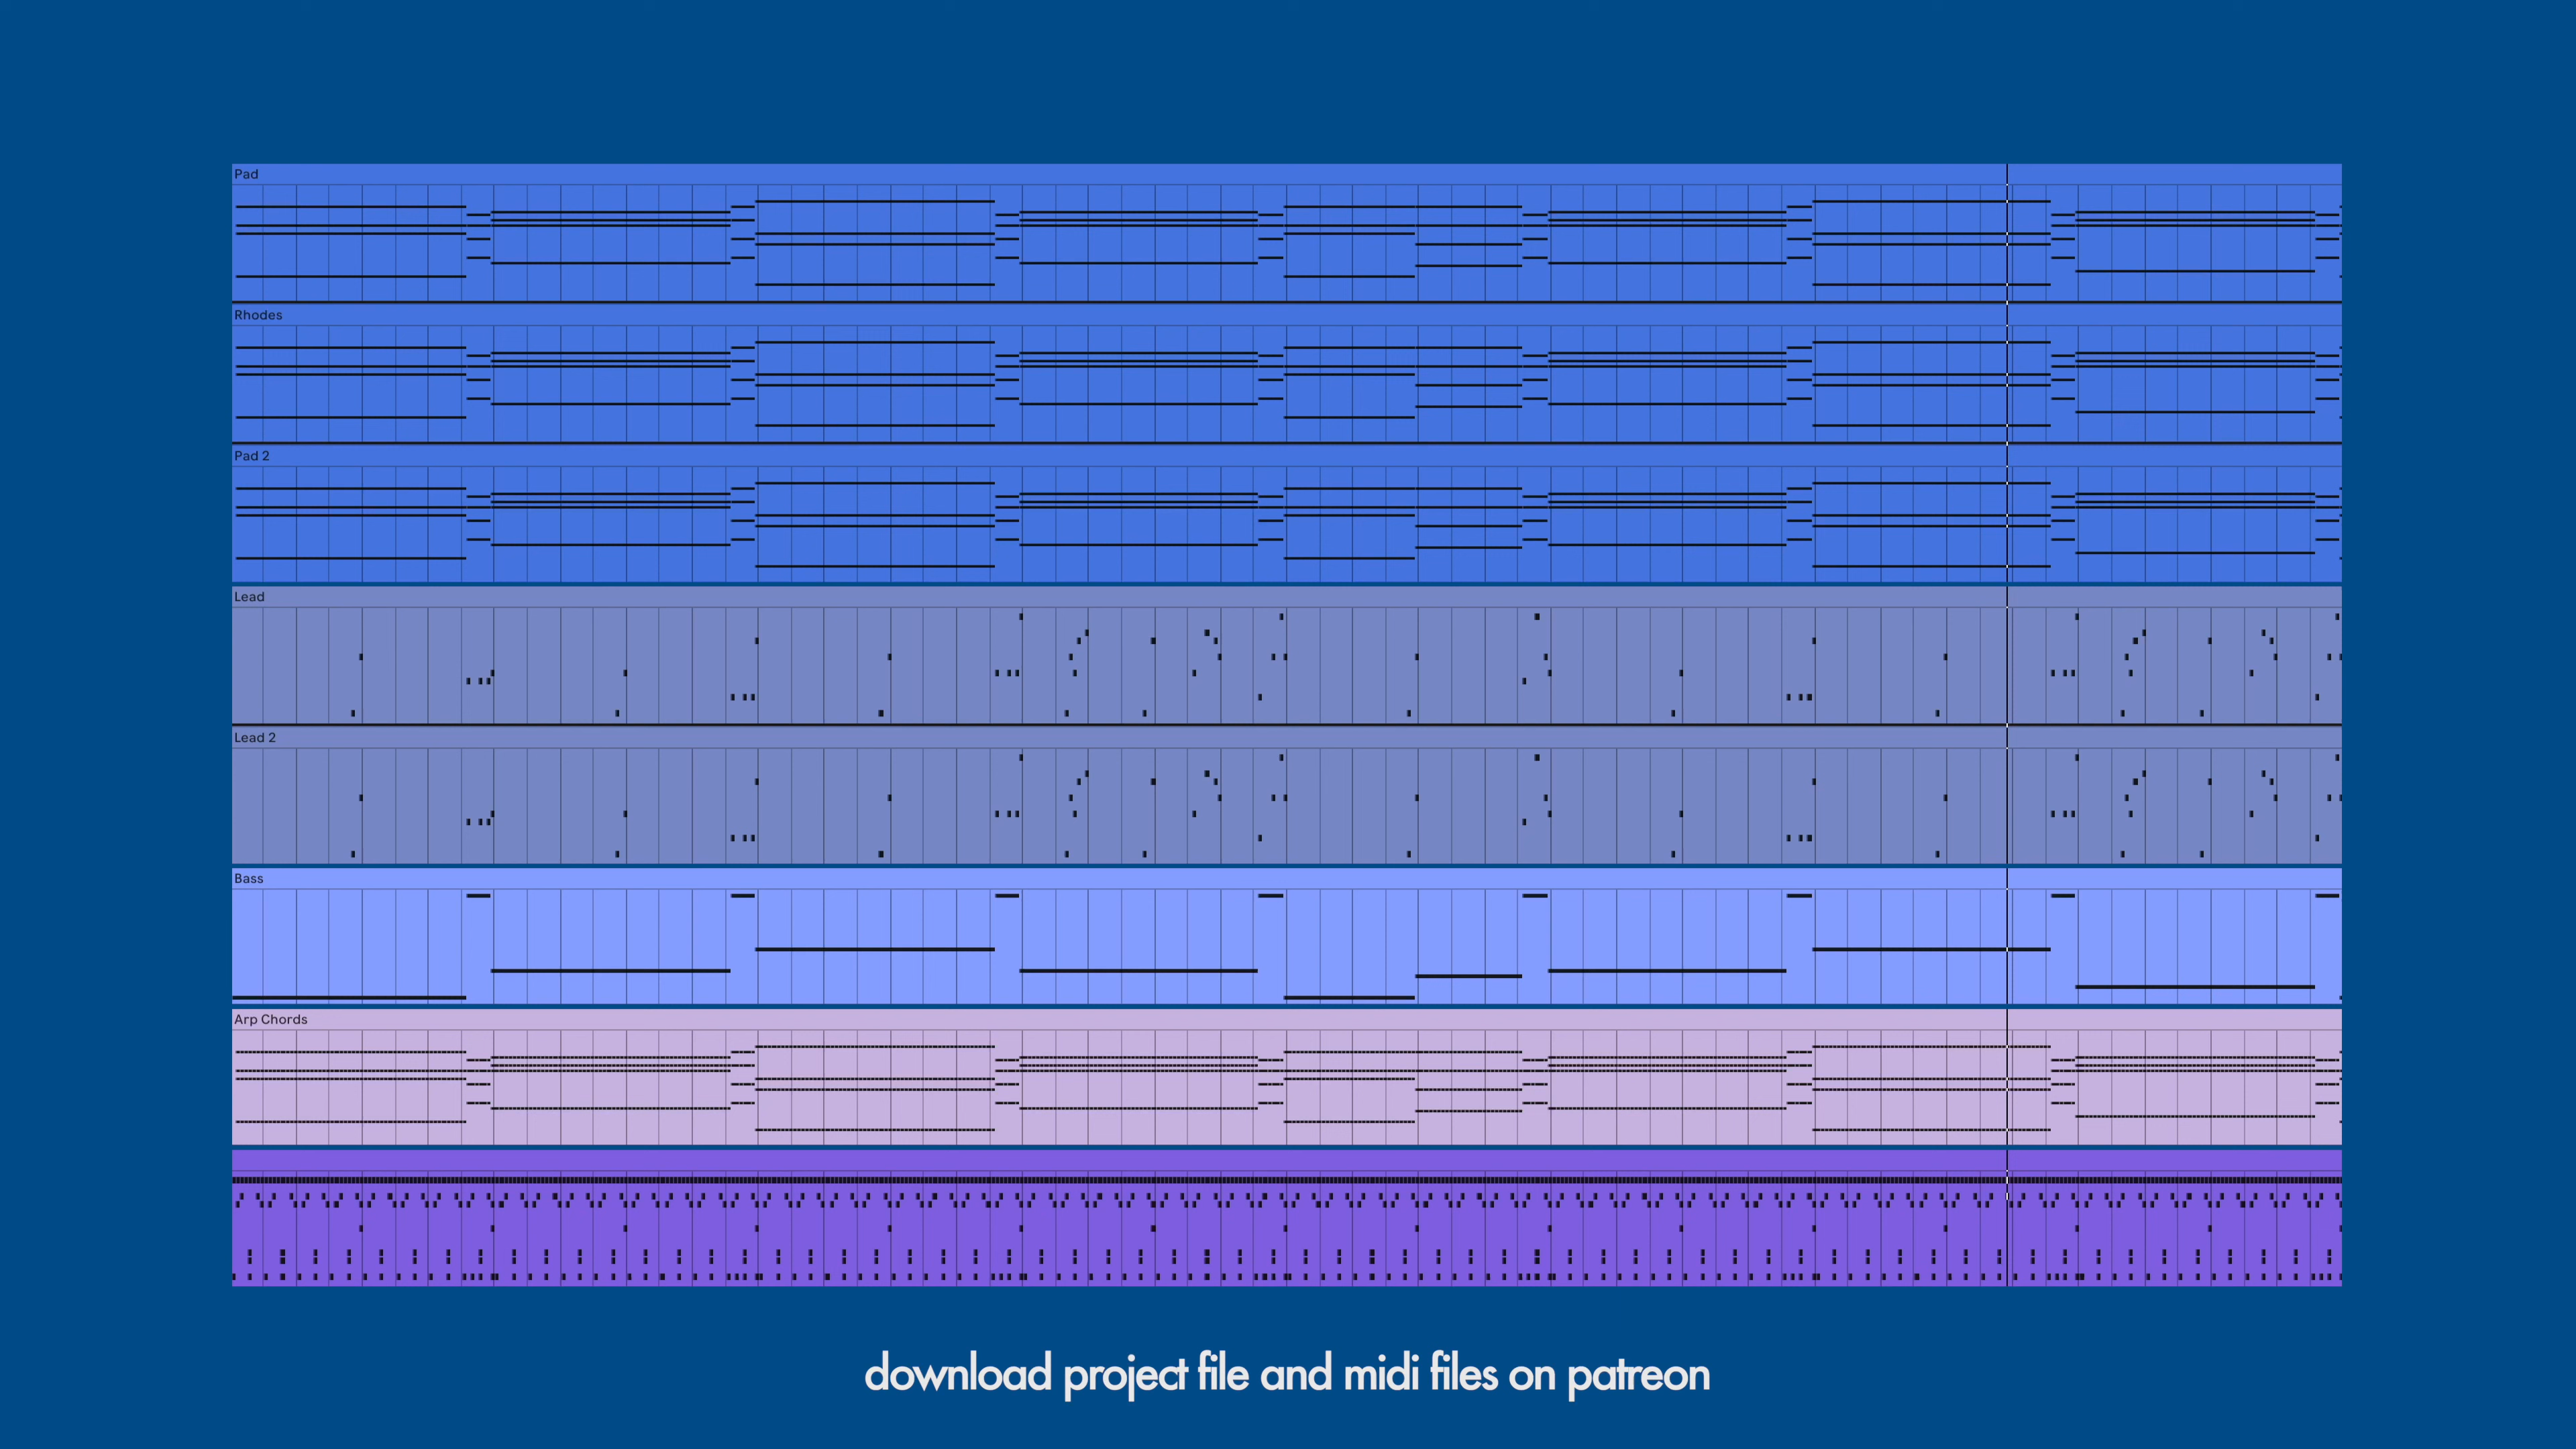 Pad
Rhodes
Pad 2
Lead
Lead 2
Bass
Arp Chords
download project file and midi files on patreon